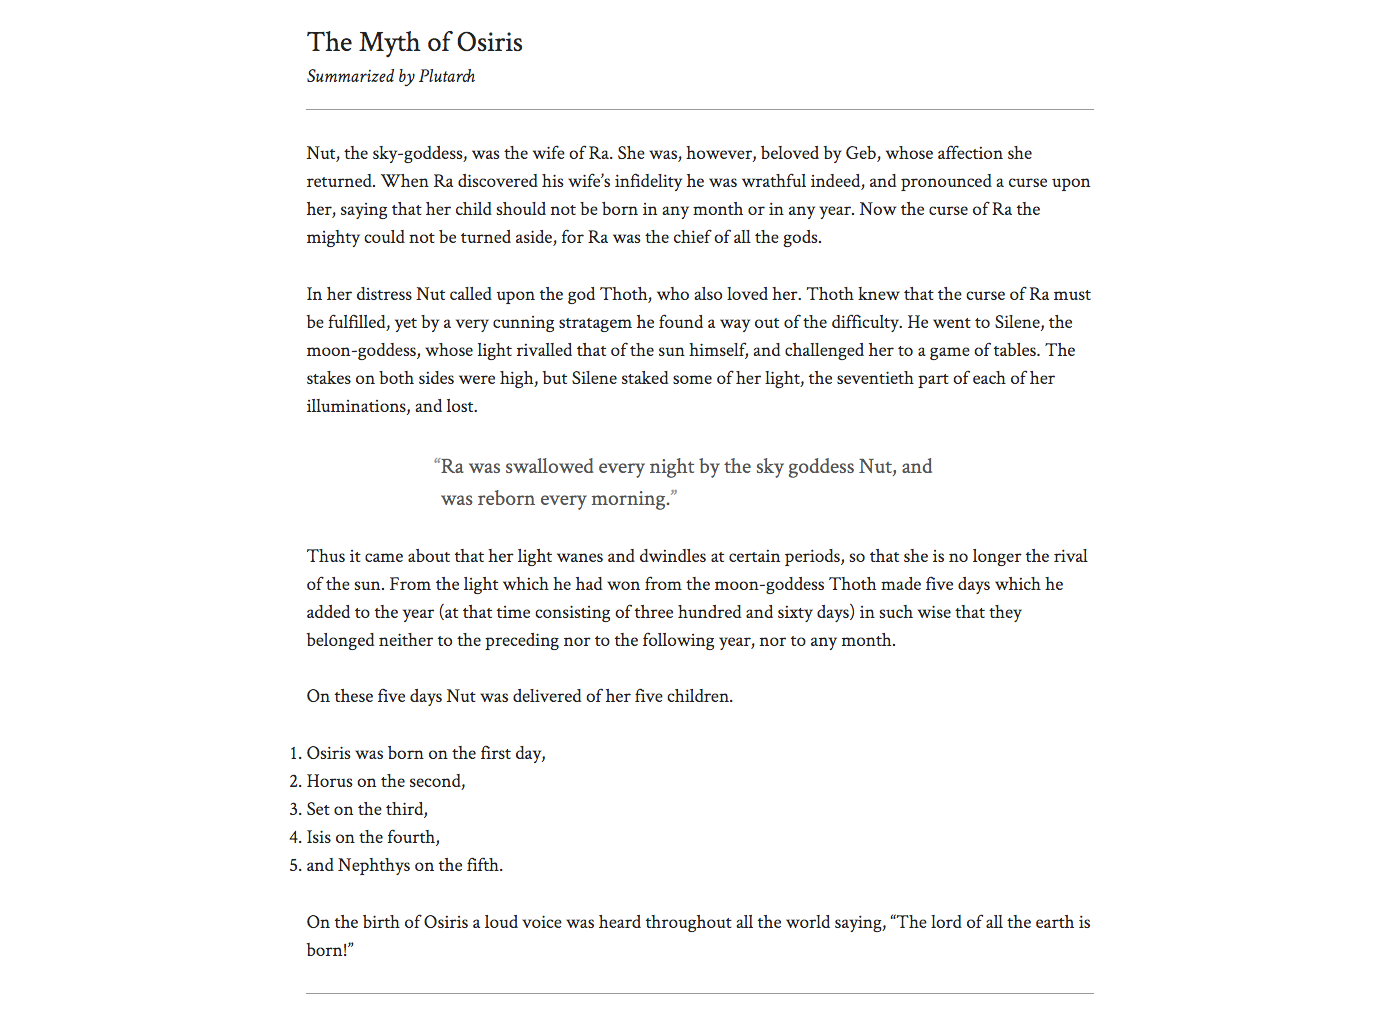 The Myth of Osiris
Summarized by Plutarch
Nut, the sky-goddess, was the wife of Ra. She was, however, beloved by Geb, whose affection she
returned. When Ra discovered his wife’s infidelity he was wrathful indeed, and pronounced a curse upon
her, saying that her child should not be born in any month or in any year. Now the curse of Ra the
mighty could not be turned aside, for Ra was the chief of all the gods.
In her distress Nut called upon the god Thoth, who also loved her. Thoth knew that the curse of Ra must
be fulfilled, yet by a very cunning stratagem he found a way out of the difficulty. He went to Silene, the
moon-goddess, whose light rivalled that of the sun himself, and challenged her to a game of tables. The
stakes on both sides were high, but Silene staked some of her light, the seventieth part of each of her
illuminations, and lost.
“Ra was swallowed every night by the sky goddess Nut, and
was reborn every morning.”
Thus it came about that her light wanes and dwindles at certain periods, so that she is no longer the rival
of the sun. From the light which he had won from the moon-goddess Thoth made five days which he
added to the year (at that time consisting of three hundred and sixty days) in such wise that they
belonged neither to the preceding nor to the following year, nor to any month.
On these five days Nut was delivered of her five children.
1. Osiris was born on the first day,
2. Horus on the second,
3. Set on the third,
4. Isis on the fourth,
5. and Nephthys on the fifth.
On the birth of Osiris a loud voice was heard throughout all the world saying, “The lord of all the earth is
born!”